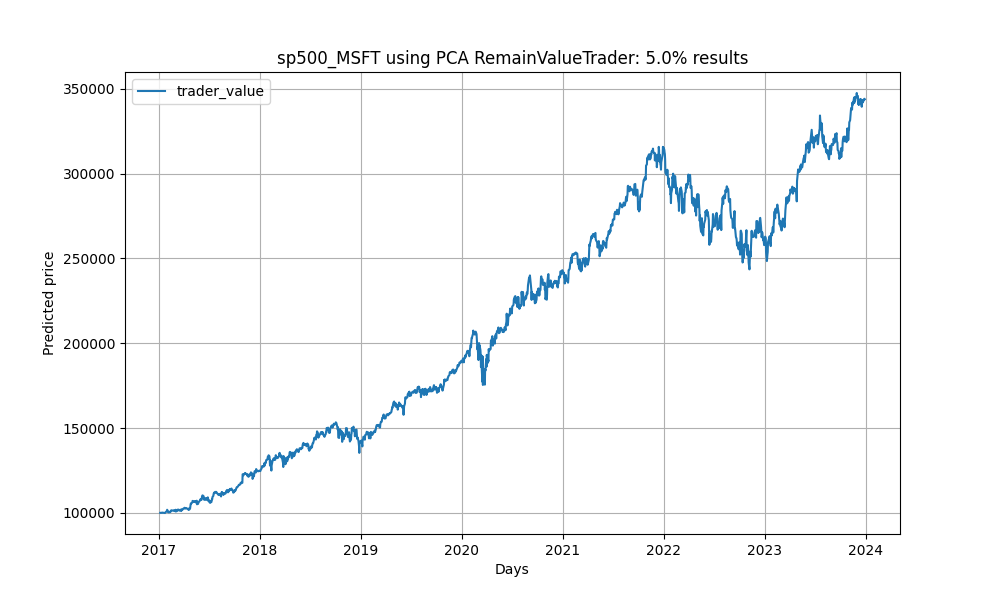 sp500_MSFT using PCA RemainValueTrader: 5.0% results
trader_value
Predicted price
350000
300000
250000
200000
150000
100000
2017 2018 2019 2020 2021 2022 2023 2024
Days